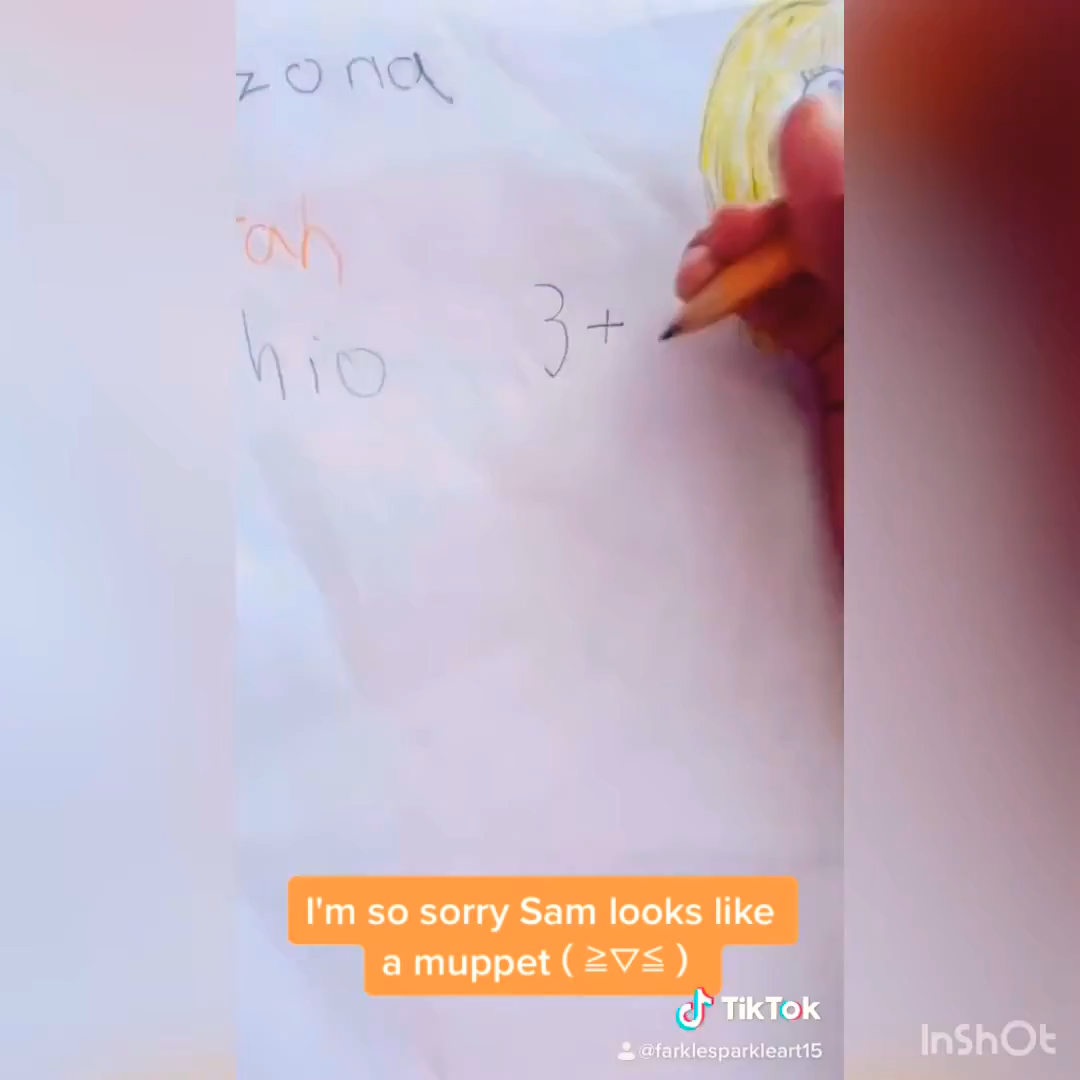 zona
ah
hio
3+
I'm so sorry Sam looks like
a muppet ( ≧▽≦ )
TikTok
@farklesparkleart15
InShOt